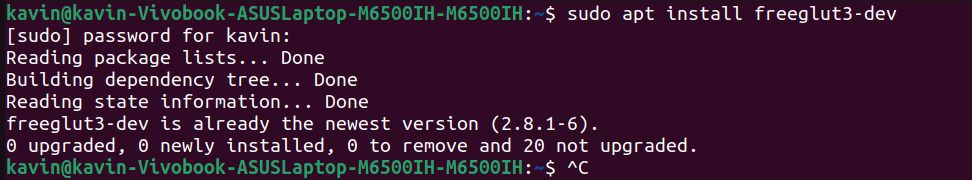 kavin@kavin-Vivobook-ASUSLaptop-M6500IH-M6500IH:~$ sudo apt install freeglut3-dev
[sudo] password for kavin:
Reading package lists... Done
Building dependency tree... Done
Reading state information... Done
freeglut3-dev is already the newest version (2.8.1-6).
0 upgraded, 0 newly installed, 0 to remove and 20 not upgraded.
kavin@kavin-Vivobook-ASUSLaptop-M6500IH-M6500IH:~$ ^C